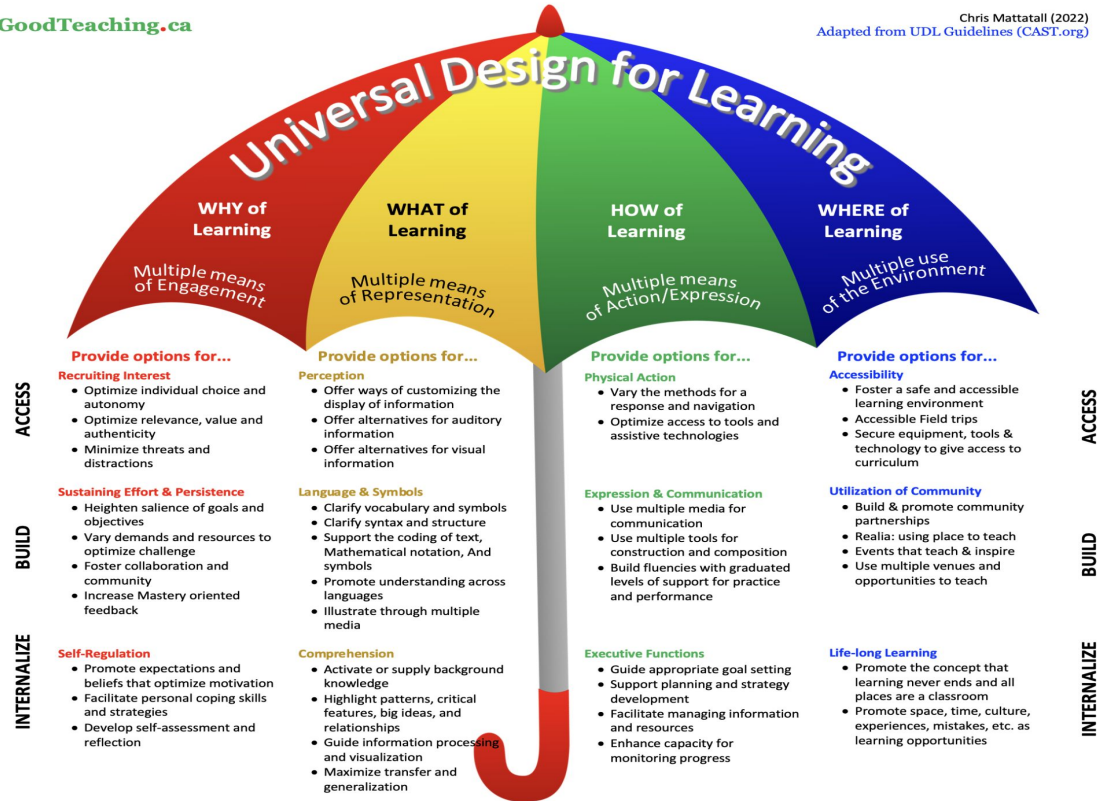 GoodTeaching.ca
Chris Mattatall (2022)
Adapted from UDL Guidelines (CAST.org)
Universal Design for Learning
WHY of
Learning
Multiple means
of Engagement
WHAT of
Learning
Multiple means
of Representation
HOW of
Learning
Multiple means
of Action/Expression
WHERE of
Learning
Multiple use
of the Environment
ACCESS
BUILD
INTERNALIZE
Provide options for...
Recruiting Interest
• Optimize individual choice and
autonomy
• Optimize relevance, value and
authenticity
• Minimize threats and
distractions
Sustaining Effort & Persistence
• Heighten salience of goals and
objectives
• Vary demands and resources to
optimize challenge
• Foster collaboration and
community
• Increase Mastery oriented
feedback
Self-Regulation
• Promote expectations and
beliefs that optimize motivation
• Facilitate personal coping skills
and strategies
• Develop self-assessment and
reflection
Provide options for...
Perception
• Offer ways of customizing the
display of information
• Offer alternatives for auditory
information
• Offer alternatives for visual
information
Language & Symbols
• Clarify vocabulary and symbols
• Clarify syntax and structure
• Support the coding of text,
Mathematical notation, And
symbols
• Promote understanding across
languages
• Illustrate through multiple
media
Comprehension
• Activate or supply background
knowledge
• Highlight patterns, critical
features, big ideas, and
relationships
• Guide information processing
and visualization
• Maximize transfer and
generalization
Provide options for...
Physical Action
• Vary the methods for a
response and navigation
• Optimize access to tools and
assistive technologies
Expression & Communication
• Use multiple media for
communication
• Use multiple tools for
construction and composition
• Build fluencies with graduated
levels of support for practice
and performance
Executive Functions
• Guide appropriate goal setting
• Support planning and strategy
development
• Facilitate managing information
and resources
• Enhance capacity for
monitoring progress
Provide options for...
Accessibility
• Foster a safe and accessible
learning environment
• Accessible Field trips
• Secure equipment, tools &
technology to give access to
curriculum
Utilization of Community
• Build & promote community
partnerships
• Realia: using place to teach
• Events that teach & inspire
• Use multiple venues and
opportunities to teach
Life-long Learning
• Promote the concept that
learning never ends and all
places are a classroom
• Promote space, time, culture,
experiences, mistakes, etc. as
learning opportunities
ACCESS
BUILD
INTERNALIZE